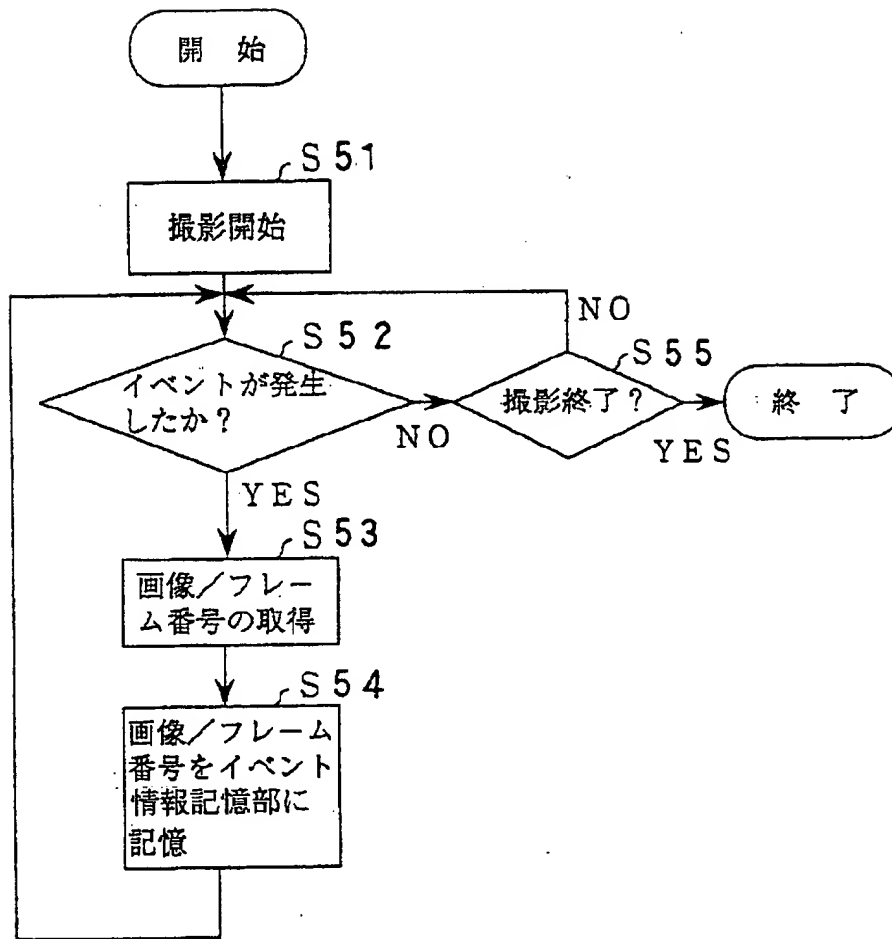 開始
S51
撮影開始
NO
S52
S55
イベントが発生
したか？
撮影終了？
終了
NO
YES
YES
S53
画像／フレー
ム番号の取得
S54
画像／フレーム
番号をイベント
情報記憶部に
記憶